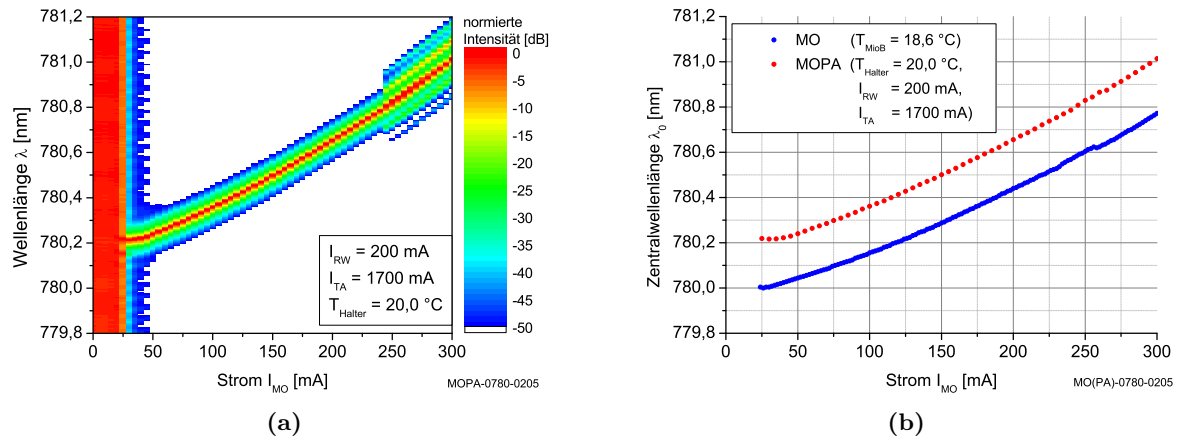 781,2
781,0
780,8
780,6
780,4
780,2
780,0
779,8
Wellenlänge λ [nm]
0
50
100
150
200
250
300
Strom I_MO [mA]
I_RW = 200 mA
I_TA = 1700 mA
T_Halter = 20,0 °C
normierte
Intensität [dB]
0
-5
-10
-15
-20
-25
-30
-35
-40
-45
-50
MOPA-0780-0205
(a)
781,2
781,0
780,8
780,6
780,4
780,2
780,0
779,8
Zentralwellenlänge λ_0 [nm]
MO (T_MioB = 18,6 °C)
MOPA (T_Halter = 20,0 °C,
I_RW = 200 mA,
I_TA = 1700 mA)
0
50
100
150
200
250
300
Strom I_MO [mA]
MO(PA)-0780-0205
(b)